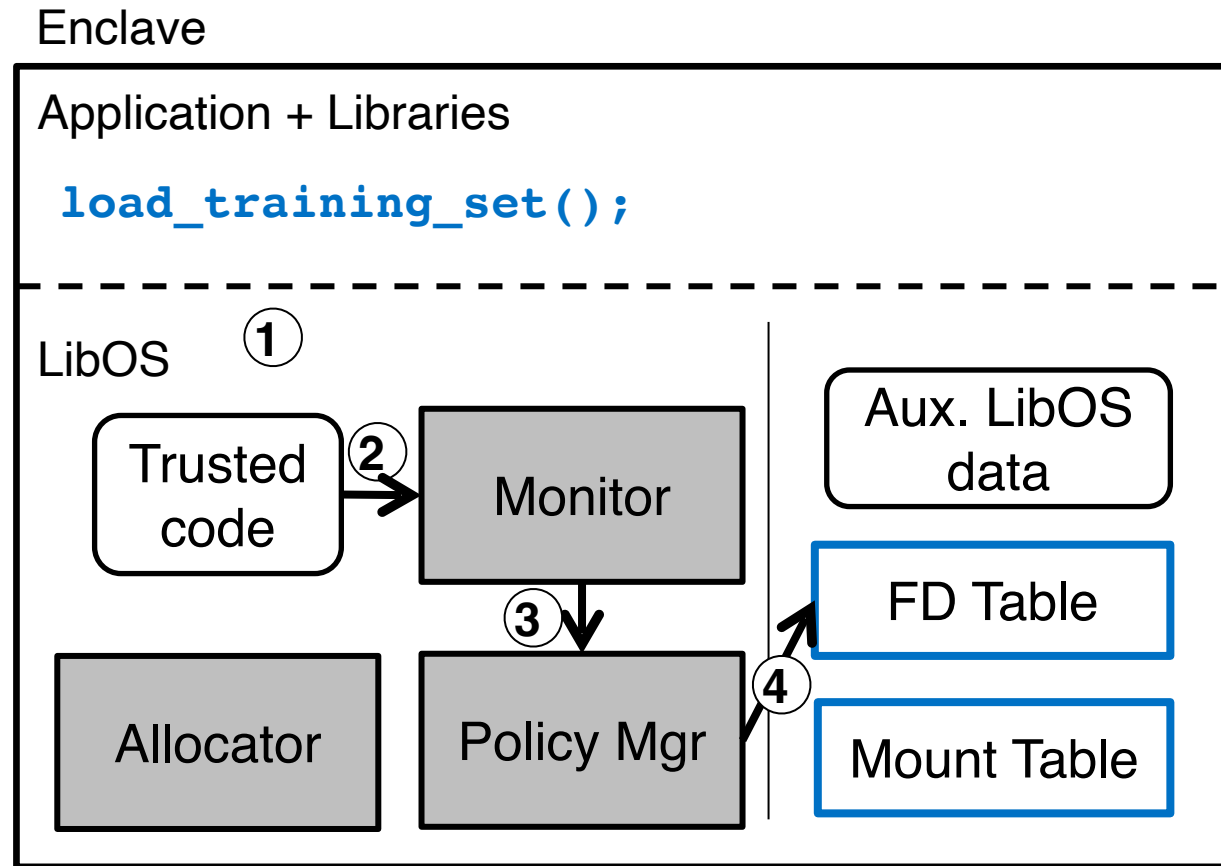 Enclave
Application + Libraries
load_training_set();
1
LibOS
Trusted
code
2
Monitor
3
Allocator
Policy Mgr
4
Aux. LibOS
data
FD Table
Mount Table